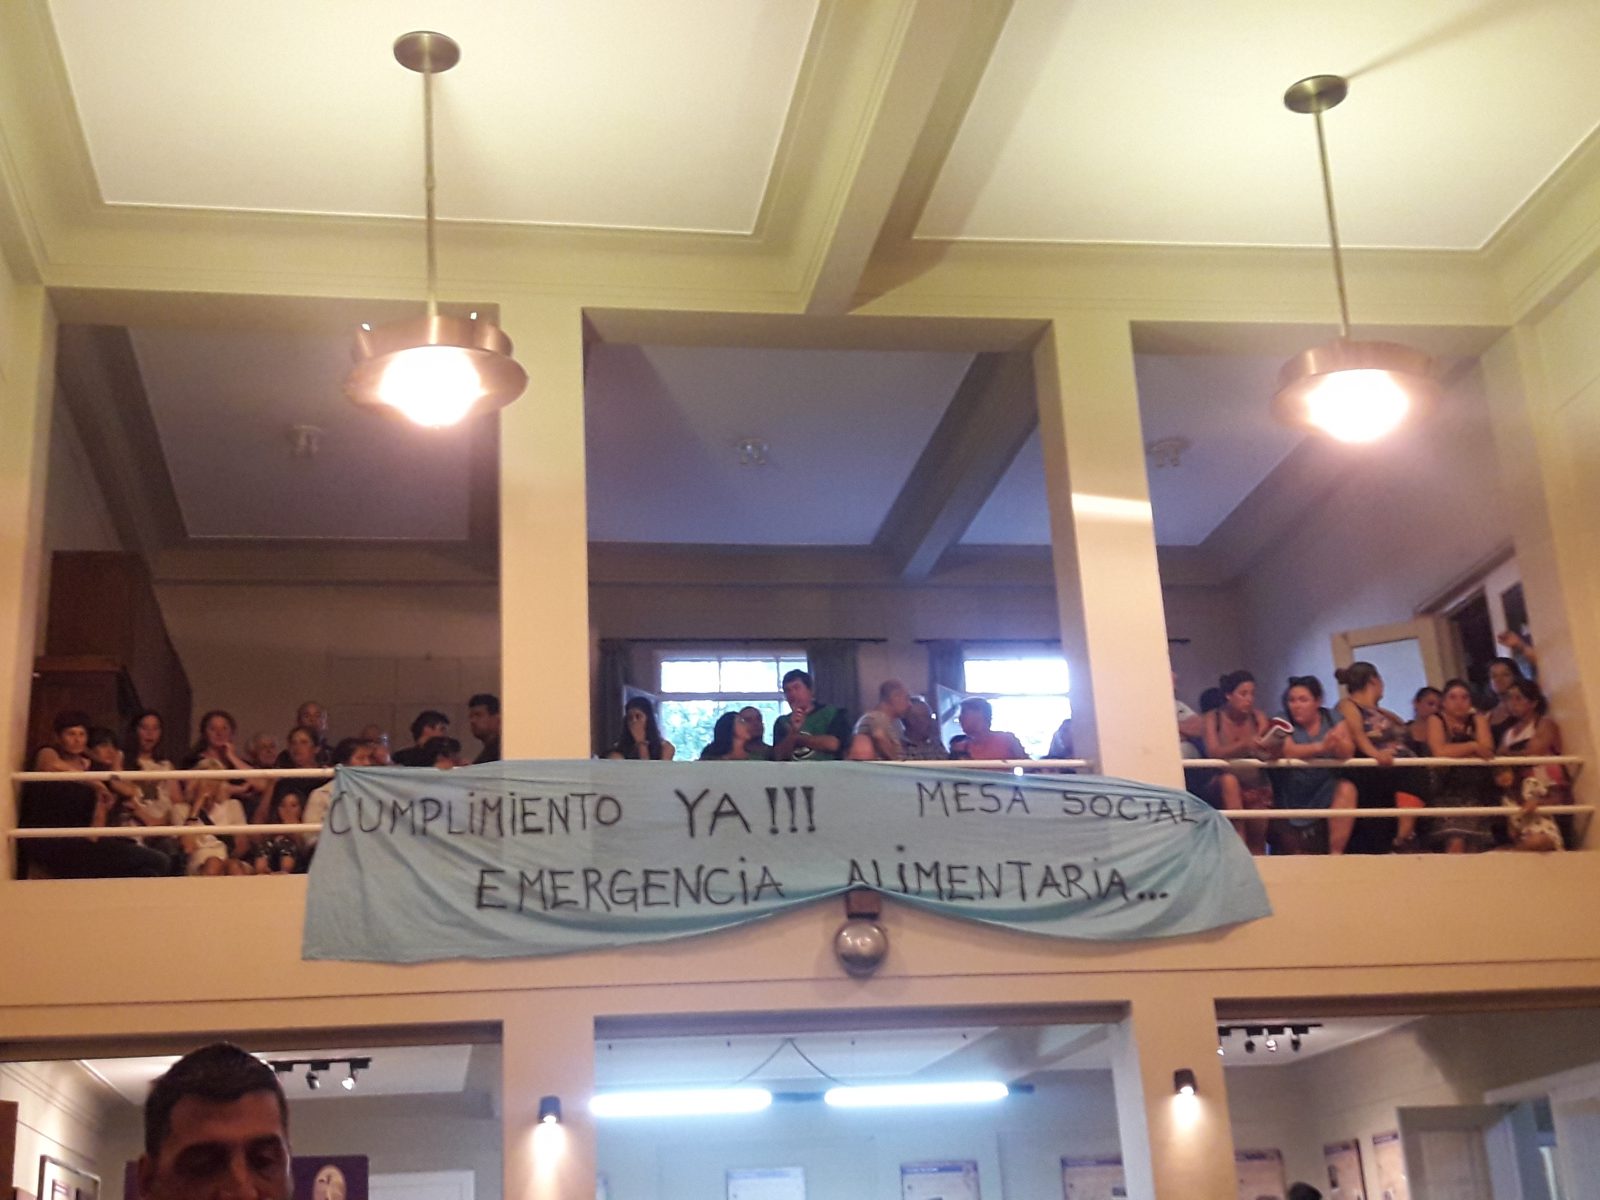 CUMPLIMIENTO YA!!! MESA SOCIAL
EMERGENCIA ALIMENTARIA...